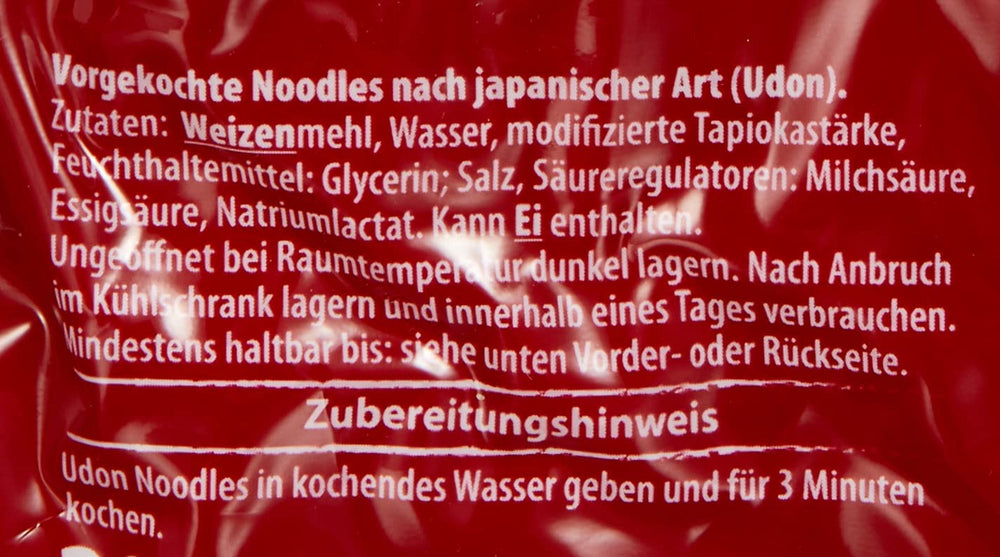 Vorgekochte Noodles nach japanischer Art (Udon).
Zutaten: Weizenmehl, Wasser, modifizierte Tapiokastärke,
Feuchthaltemittel: Glycerin; Salz, Säureregulatoren: Milchsäure,
Essigsäure, Natriumlactat. Kann Ei enthalten.
Ungeöffnet bei Raumtemperatur dunkel lagern. Nach Anbruch
im Kühlschrank lagern und innerhalb eines Tages verbrauchen.
Mindestens haltbar bis: siehe unten Vorder- oder Rückseite.
Zubereitungshinweis
Udon Noodles in kochendes Wasser geben und für 3 Minuten
kochen.